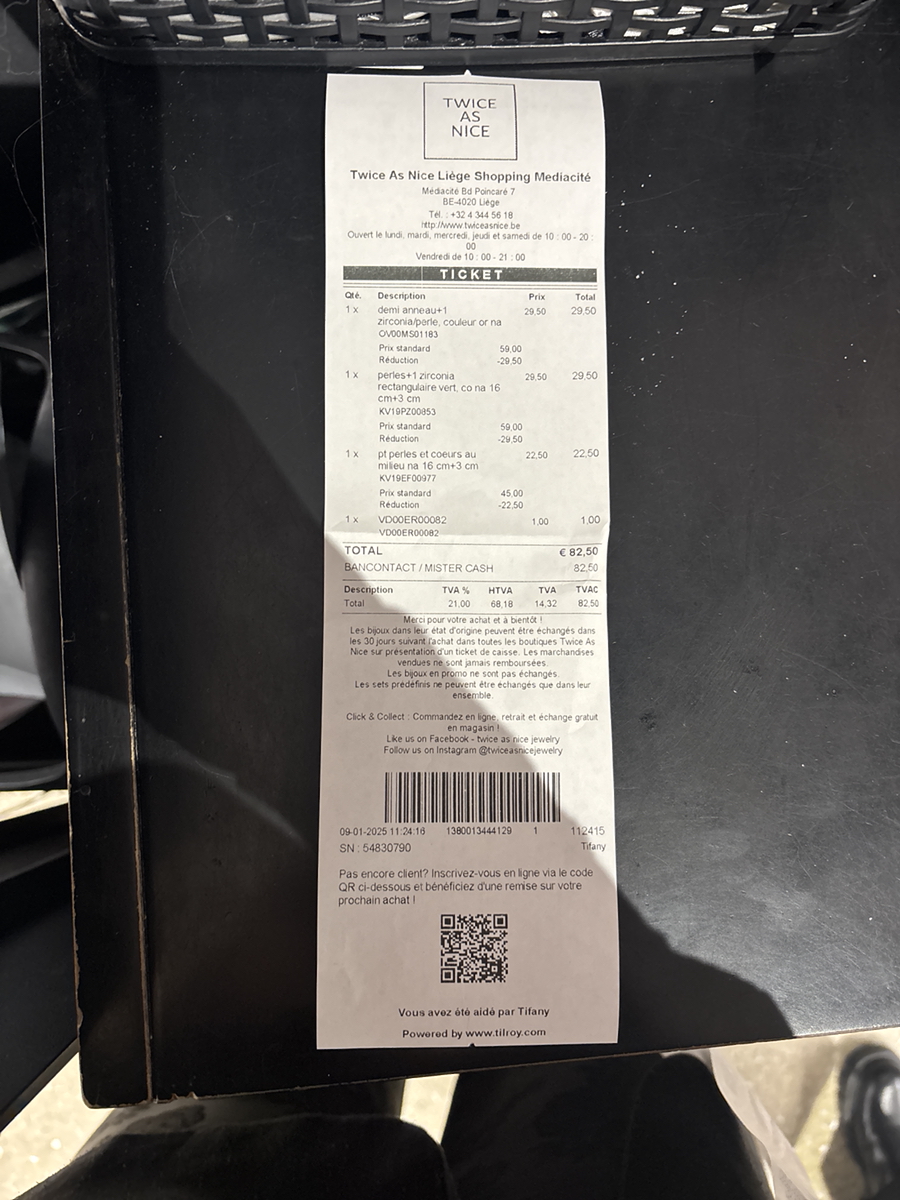 TWICE
AS
NICE
Twice As Nice Liège Shopping Mediacité
Médiacité Bd Poincaré 7
BE-4020 Liège
Tél. : +32 4 344 56 18
http://www.twiceasnice.be
Ouvert le lundi, mardi, mercredi, jeudi et samedi de 10 : 00 - 20 :
00
Vendredi de 10 : 00 - 21 : 00
TICKET
Qté. Description Prix Total
1 x demi anneau+1 29,50 29,50
zirconia/perle, couleur or na
OV00MS01183
Prix standard 59,00
Réduction -29,50
1 x perles+1 zirconia 29,50 29,50
rectangulaire vert, co na 16
cm+3 cm
KV19PZ00853
Prix standard 59,00
Réduction -29,50
1 x pt perles et coeurs au 22,50 22,50
milieu na 16 cm+3 cm
KV19EF00977
Prix standard 45,00
Réduction -22,50
1 x VD00ER00082 1,00 1,00
VD00ER00082
TOTAL € 82,50
BANCONTACT / MISTER CASH 82,50
Description TVA % HTVA TVA TVAC
Total 21,00 68,18 14,32 82,50
Merci pour votre achat et à bientôt !
Les bijoux dans leur état d'origine peuvent être échangés dans
les 30 jours suivant l'achat dans toutes les boutiques Twice As
Nice sur présentation d'un ticket de caisse. Les marchandises
vendues ne sont jamais remboursées.
Les bijoux en promo ne sont pas échangés.
Les sets prédéfinis ne peuvent être échangés que dans leur
ensemble.
Click & Collect : Commandez en ligne, retrait et échange gratuit
en magasin !
Like us on Facebook - twice as nice jewelry
Follow us on Instagram @twiceasnicejewelry
09-01-2025 11:24:16 1380013444129 1 112415
SN : 54830790 Tifany
Pas encore client? Inscrivez-vous en ligne via le code
QR ci-dessous et bénéficiez d'une remise sur votre
prochain achat !
Vous avez été aidé par Tifany
Powered by www.tilroy.com